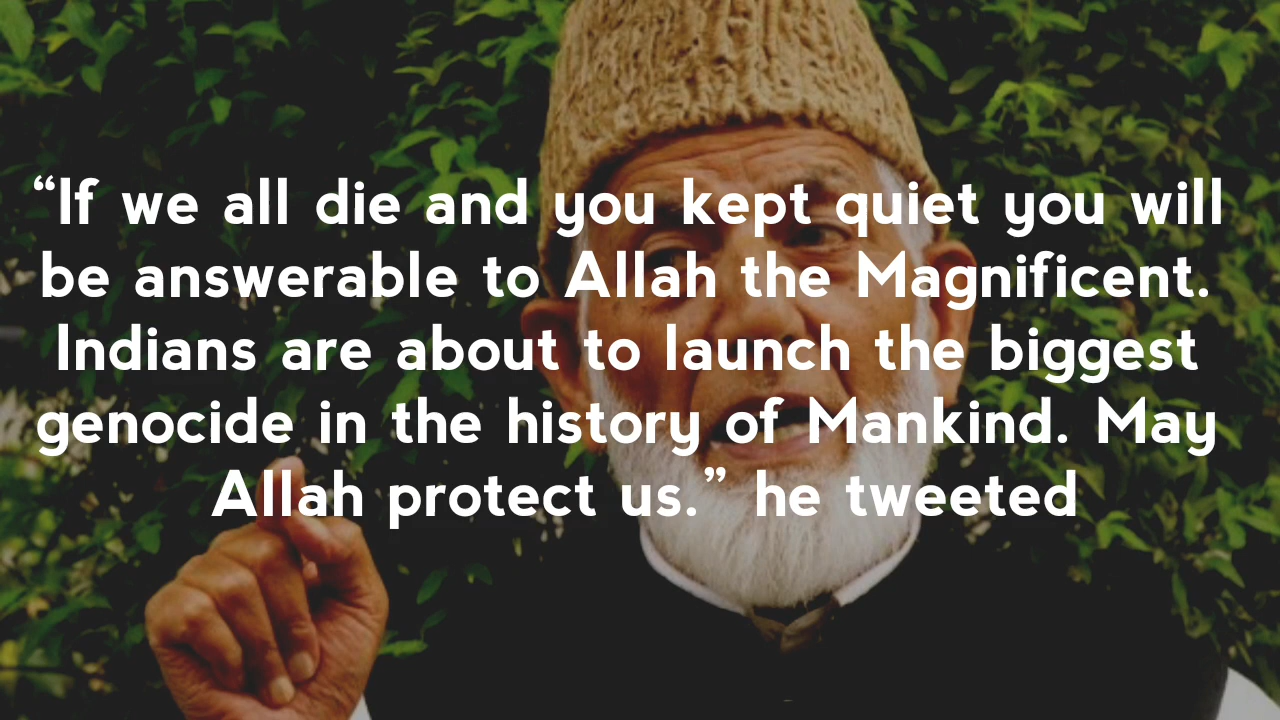 “If we all die and you kept quiet you will
be answerable to Allah the Magnificent.
Indians are about to launch the biggest
genocide in the history of Mankind. May
Allah protect us.” he tweeted